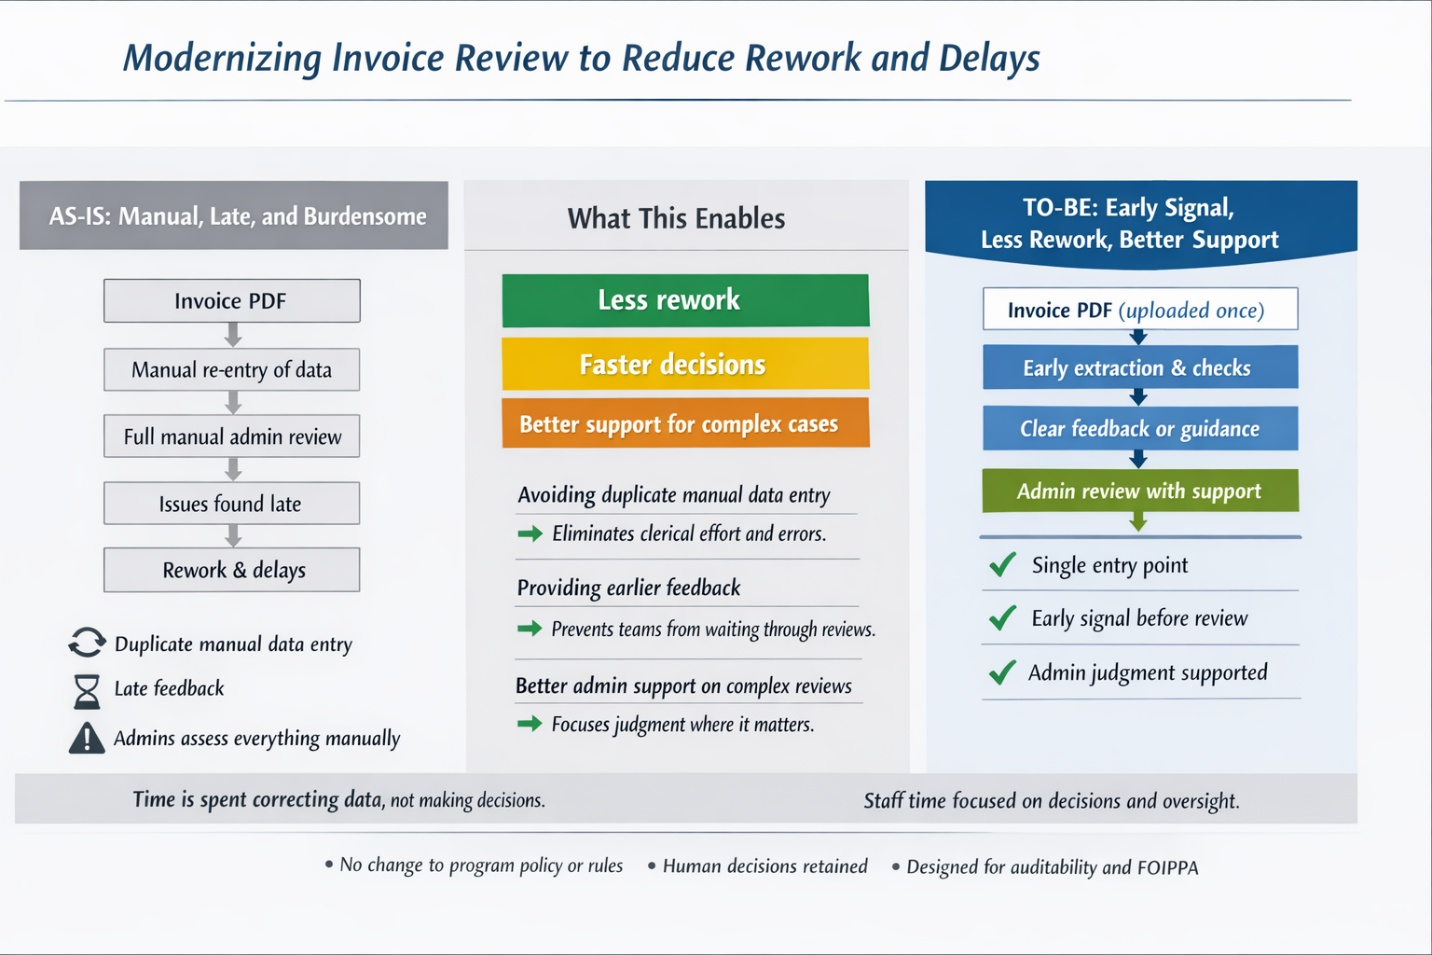 Modernizing Invoice Review to Reduce Rework and Delays
AS-IS: Manual, Late, and Burdensome
Invoice PDF
Manual re-entry of data
Full manual admin review
Issues found late
Rework & delays
Duplicate manual data entry
Late feedback
Admins assess everything manually
What This Enables
Less rework
Faster decisions
Better support for complex cases
Avoiding duplicate manual data entry
Eliminates clerical effort and errors.
Providing earlier feedback
Prevents teams from waiting through reviews.
Better admin support on complex reviews
Focuses judgment where it matters.
TO-BE: Early Signal,
Less Rework, Better Support
Invoice PDF (uploaded once)
Early extraction & checks
Clear feedback or guidance
Admin review with support
Single entry point
Early signal before review
Admin judgment supported
Time is spent correcting data, not making decisions.
Staff time focused on decisions and oversight.
• No change to program policy or rules • Human decisions retained • Designed for auditability and FOIPPA